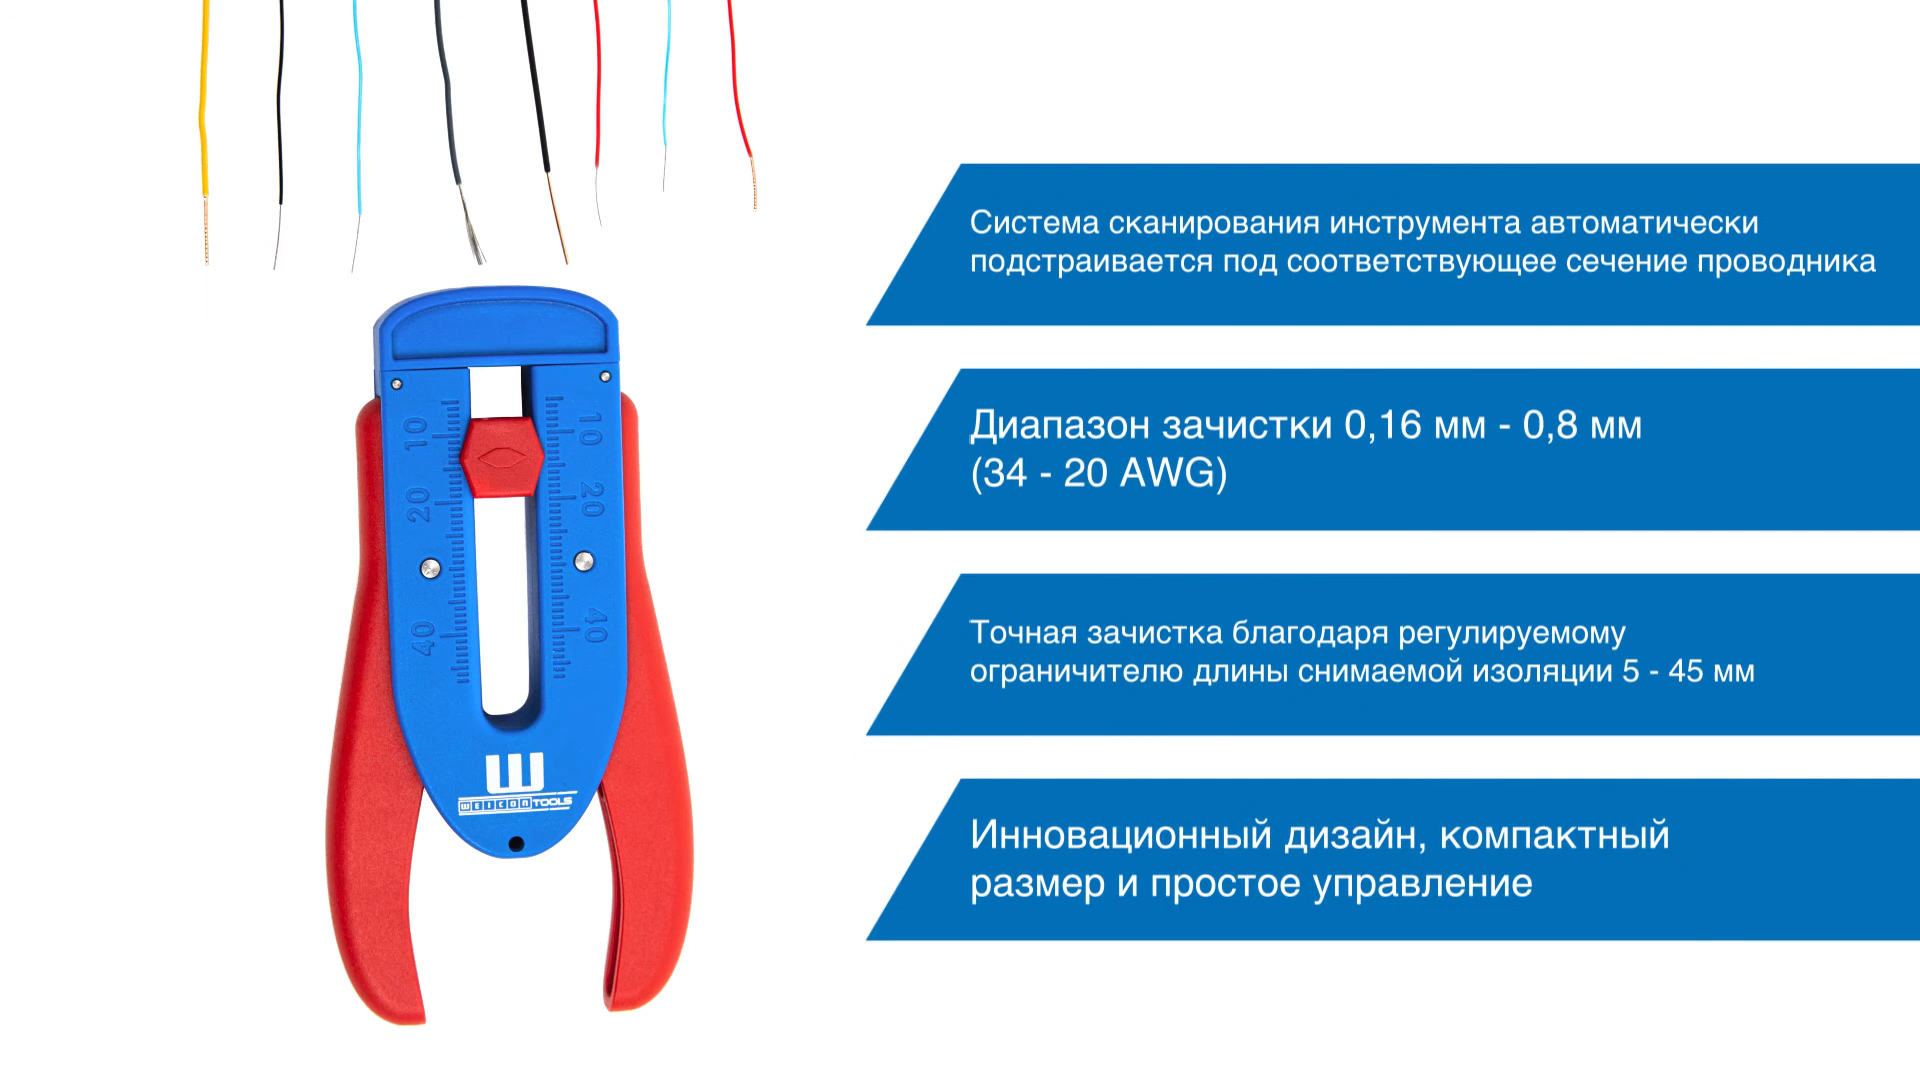 Система сканирования инструмента автоматически
подстраивается под соответствующее сечение проводника
Диапазон зачистки 0,16 мм - 0,8 мм
(34 - 20 AWG)
Точная зачистка благодаря регулируемому
ограничителю длины снимаемой изоляции 5 - 45 мм
Инновационный дизайн, компактный
размер и простое управление
10
10
20
20
40
40
W
WEICON TOOLS